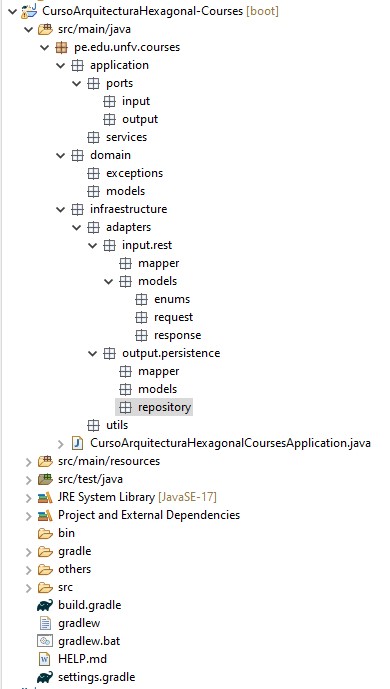 CursoArquitecturaHexagonal-Courses [boot]
src/main/java
pe.edu.unfv.courses
application
ports
input
output
services
domain
exceptions
models
infraestructure
adapters
input.rest
mapper
models
enums
request
response
output.persistence
mapper
models
repository
utils
CursoArquitecturaHexagonalCoursesApplication.java
src/main/resources
src/test/java
JRE System Library [JavaSE-17]
Project and External Dependencies
bin
gradle
others
src
build.gradle
gradlew
gradlew.bat
HELP.md
settings.gradle